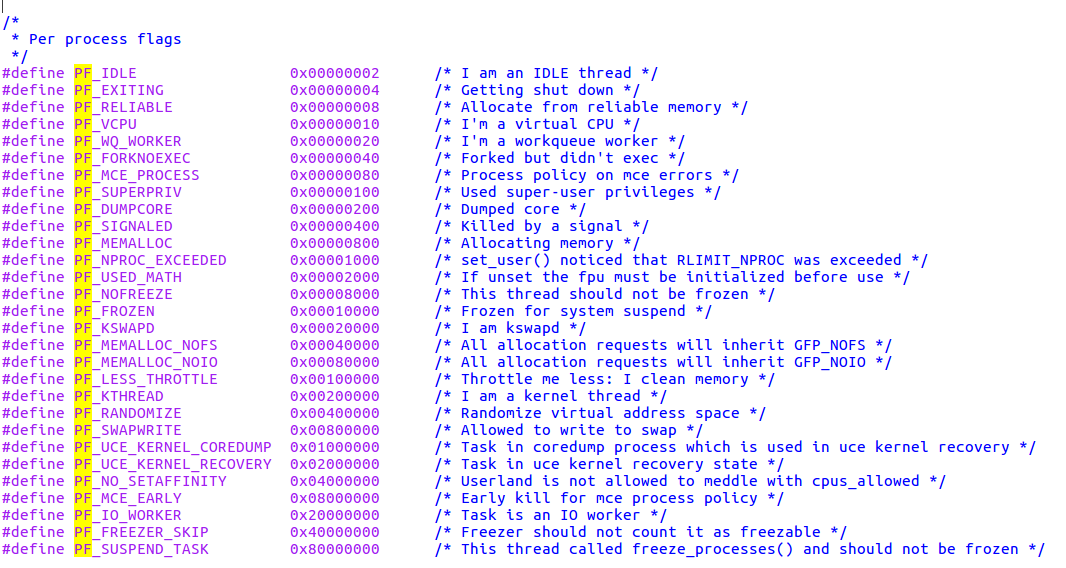 /*
 * Per process flags
 */
#define PF_IDLE                 0x00000002      /* I am an IDLE thread */
#define PF_EXITING              0x00000004      /* Getting shut down */
#define PF_RELIABLE             0x00000008      /* Allocate from reliable memory */
#define PF_VCPU                 0x00000010      /* I'm a virtual CPU */
#define PF_WQ_WORKER            0x00000020      /* I'm a workqueue worker */
#define PF_FORKNOEXEC           0x00000040      /* Forked but didn't exec */
#define PF_MCE_PROCESS          0x00000080      /* Process policy on mce errors */
#define PF_SUPERPRIV            0x00000100      /* Used super-user privileges */
#define PF_DUMPCORE             0x00000200      /* Dumped core */
#define PF_SIGNALED             0x00000400      /* Killed by a signal */
#define PF_MEMALLOC             0x00000800      /* Allocating memory */
#define PF_NPROC_EXCEEDED       0x00001000      /* set_user() noticed that RLIMIT_NPROC was exceeded */
#define PF_USED_MATH            0x00002000      /* If unset the fpu must be initialized before use */
#define PF_NOFREEZE             0x00008000      /* This thread should not be frozen */
#define PF_FROZEN               0x00010000      /* Frozen for system suspend */
#define PF_KSWAPD               0x00020000      /* I am kswapd */
#define PF_MEMALLOC_NOFS        0x00040000      /* All allocation requests will inherit GFP_NOFS */
#define PF_MEMALLOC_NOIO        0x00080000      /* All allocation requests will inherit GFP_NOIO */
#define PF_LESS_THROTTLE        0x00100000      /* Throttle me less: I clean memory */
#define PF_KTHREAD              0x00200000      /* I am a kernel thread */
#define PF_RANDOMIZE            0x00400000      /* Randomize virtual address space */
#define PF_SWAPWRITE            0x00800000      /* Allowed to write to swap */
#define PF_UCE_KERNEL_COREDUMP  0x01000000      /* Task in coredump process which is used in uce kernel recovery */
#define PF_UCE_KERNEL_RECOVERY  0x02000000      /* Task in uce kernel recovery state */
#define PF_NO_SETAFFINITY       0x04000000      /* Userland is not allowed to meddle with cpus_allowed */
#define PF_MCE_EARLY            0x08000000      /* Early kill for mce process policy */
#define PF_IO_WORKER            0x20000000      /* Task is an IO worker */
#define PF_FREEZER_SKIP         0x40000000      /* Freezer should not count it as freezable */
#define PF_SUSPEND_TASK         0x80000000      /* This thread called freeze_processes() and should not be frozen */